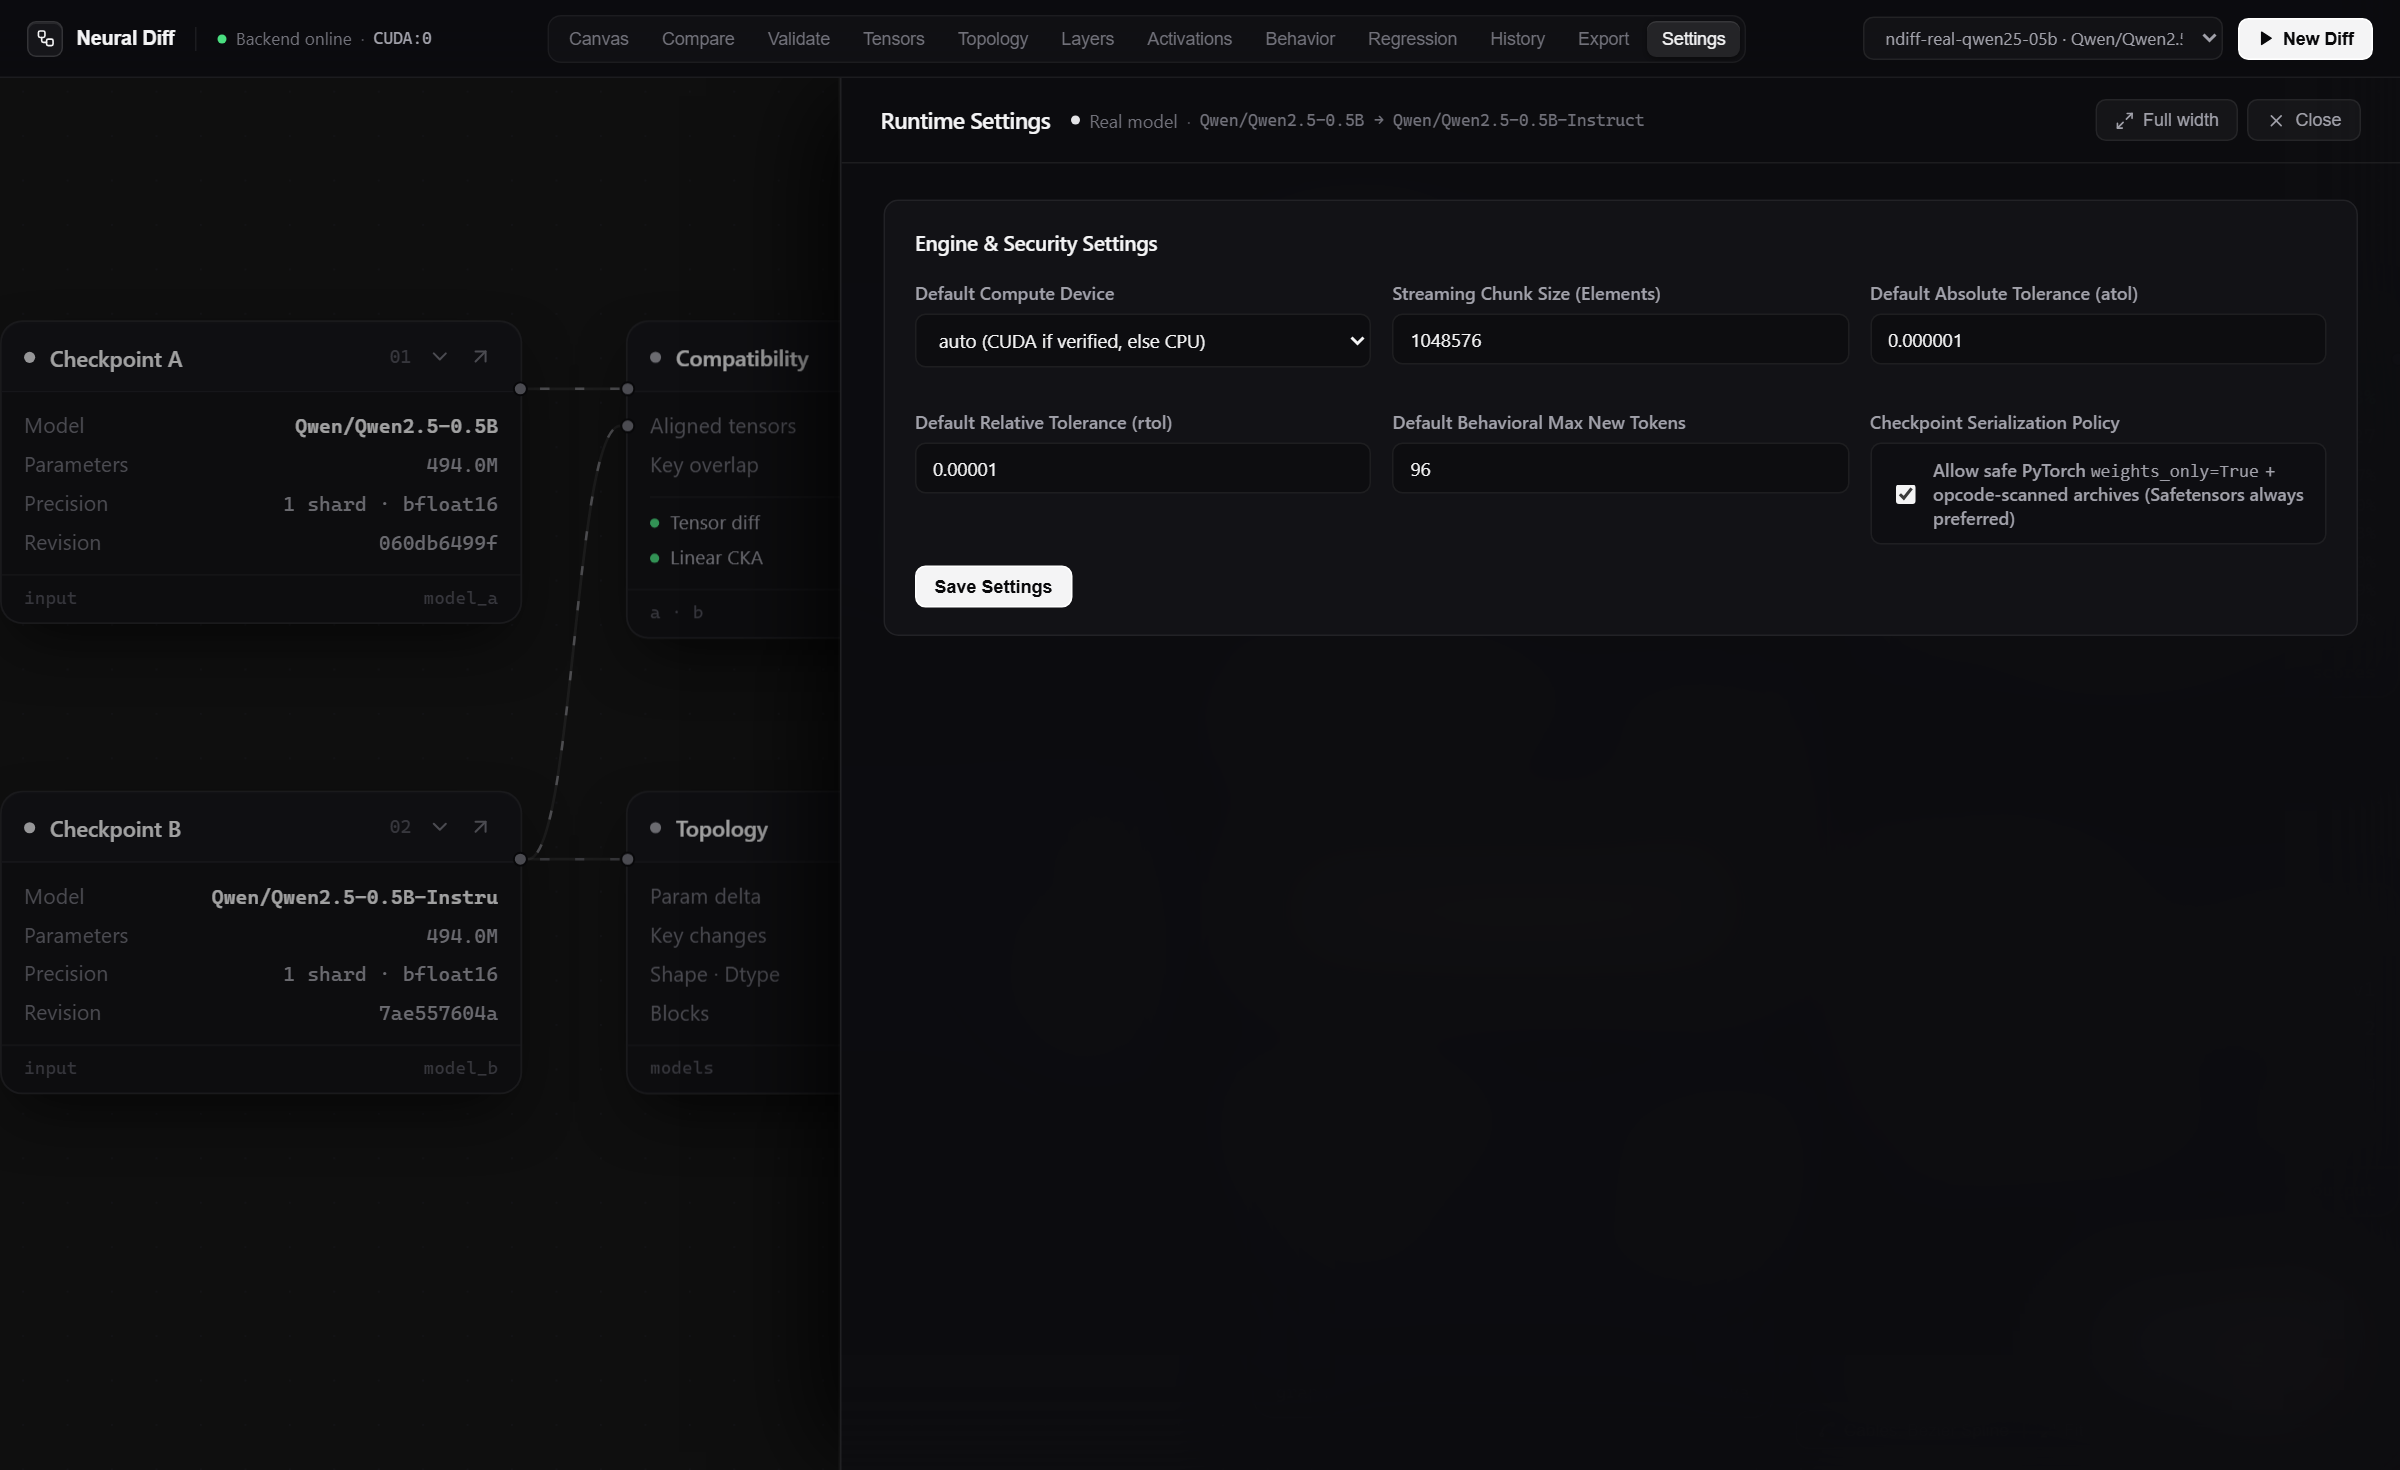 Neural Diff
Backend online · CUDA:0
Canvas
Compare
Validate
Tensors
Topology
Layers
Activations
Behavior
Regression
History
Export
Settings
ndiff-real-qwen25-05b · Qwen/Qwen2.5
New Diff
Runtime Settings
Real model · Qwen/Qwen2.5-0.5B → Qwen/Qwen2.5-0.5B-Instruct
Full width
Close
Engine & Security Settings
Default Compute Device
auto (CUDA if verified, else CPU)
Streaming Chunk Size (Elements)
1048576
Default Absolute Tolerance (atol)
0.000001
Default Relative Tolerance (rtol)
0.00001
Default Behavioral Max New Tokens
96
Checkpoint Serialization Policy
Allow safe PyTorch weights_only=True +
opcode-scanned archives (Safetensors always
preferred)
Save Settings
Checkpoint A
01
Model Qwen/Qwen2.5-0.5B
Parameters 494.0M
Precision 1 shard · bfloat16
Revision 060db6499f
input model_a
Compatibility
Aligned tensors
Key overlap
Tensor diff
Linear CKA
a · b
Checkpoint B
02
Model Qwen/Qwen2.5-0.5B-Instru
Parameters 494.0M
Precision 1 shard · bfloat16
Revision 7ae557604a
input model_b
Topology
Param delta
Key changes
Shape · Dtype
Blocks
models